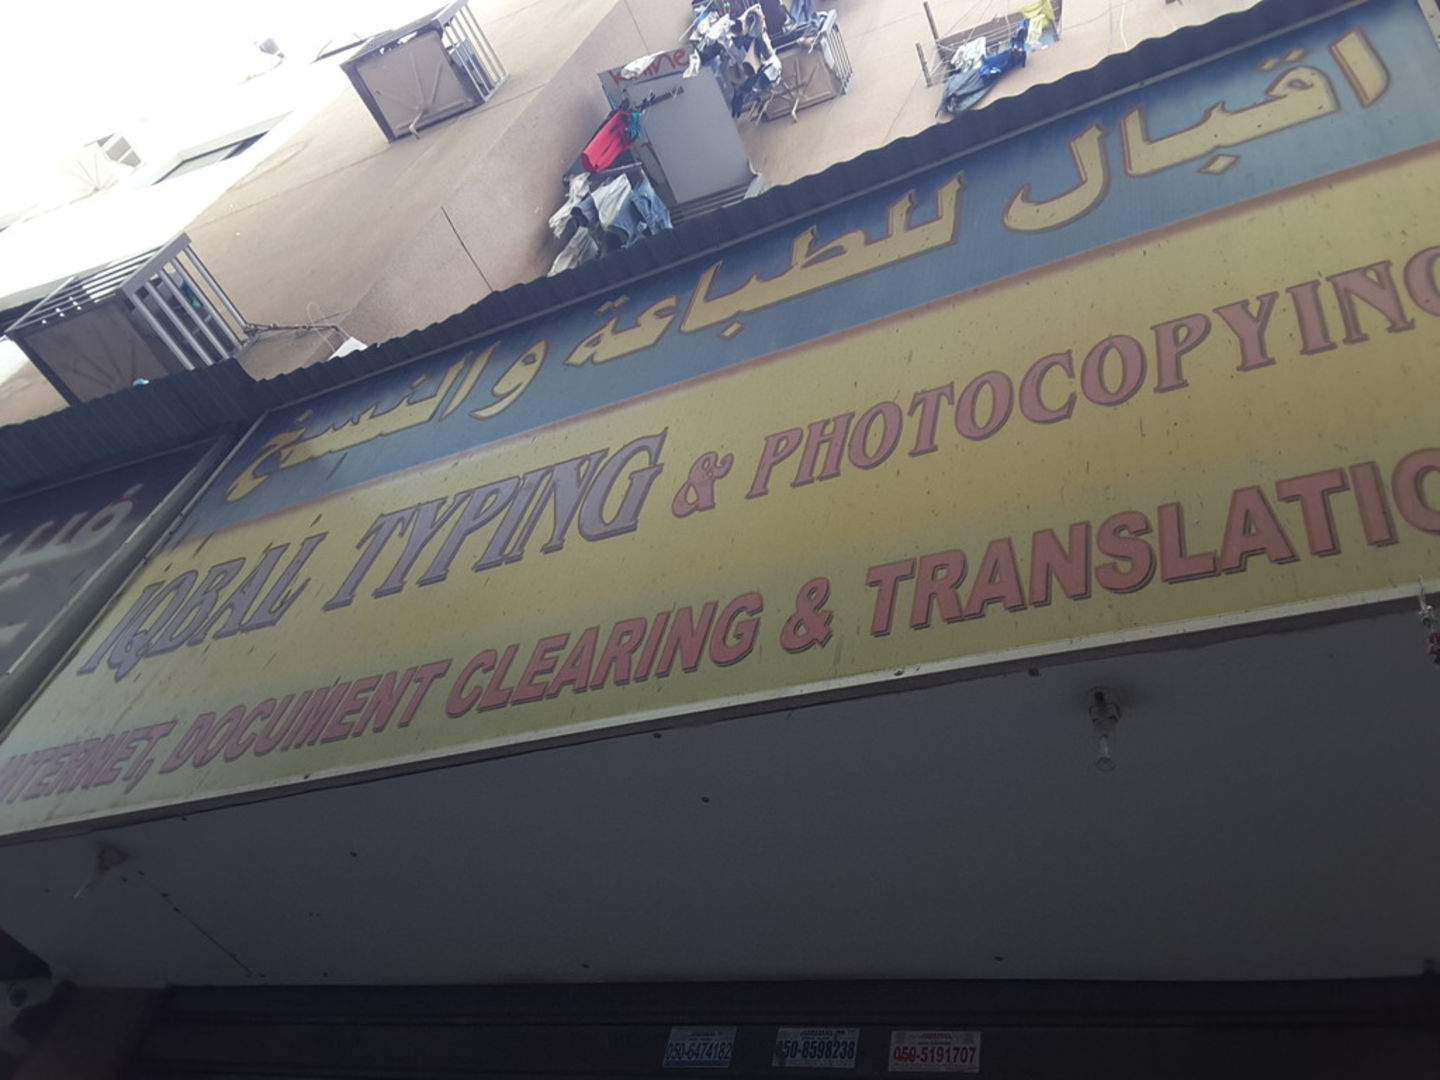 اقبال للطباعة والنسخ
IQBAL TYPING & PHOTOCOPYING
INTERNET, DOCUMENT CLEARING & TRANSLATIO
050-6474182
050-8598238
050-5191707